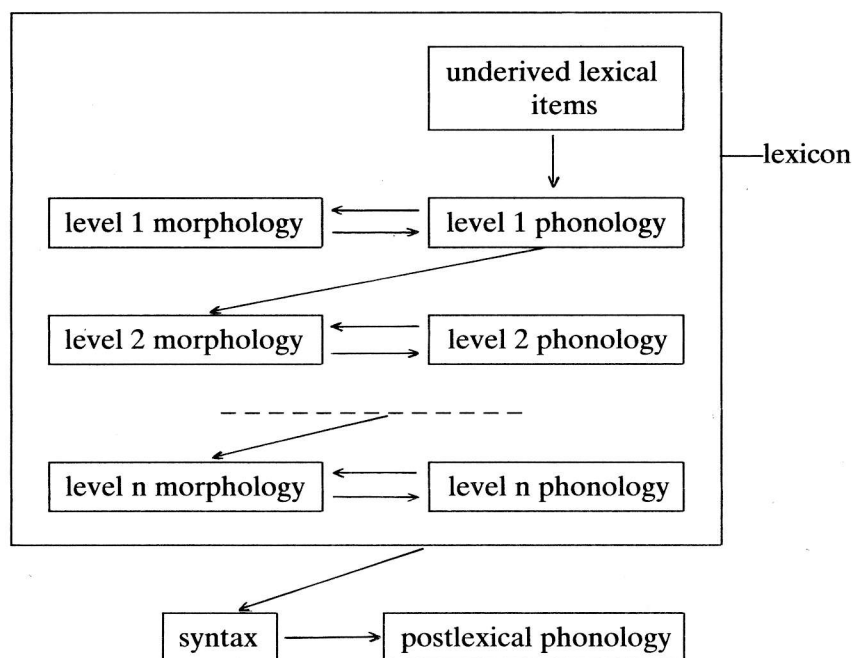 underived lexical
items
lexicon
level 1 morphology
level 1 phonology
level 2 morphology
level 2 phonology
level n morphology
level n phonology
syntax
postlexical phonology